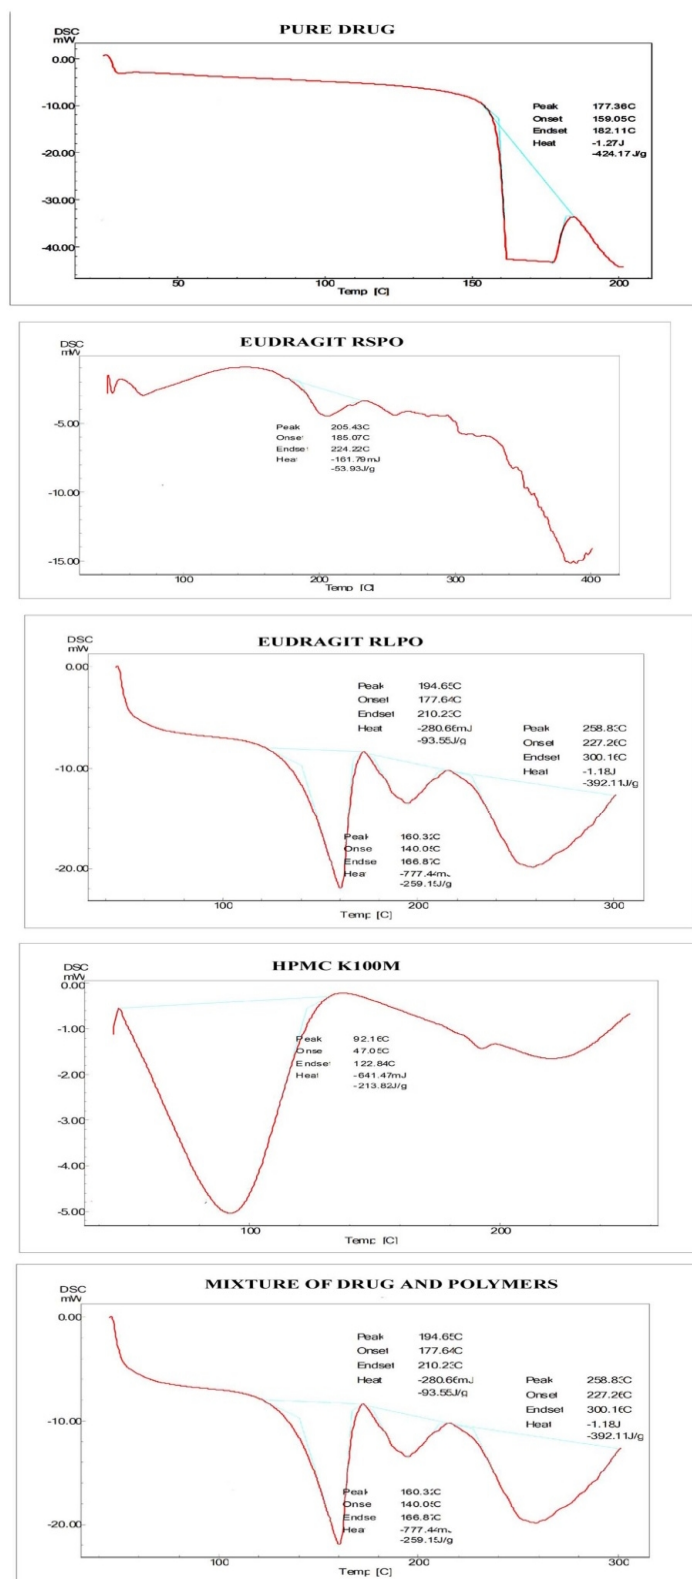 PURE DRUG
DSC
mW
0.00
-10.00
-20.00
-30.00
-40.00
Peak 177.36C
Onset 159.05C
Endset 182.11C
Heat -1.27J
-424.17J/g
50 100 150 200
Temp [C]
EUDRAGIT RSPO
DSC
mW
-5.00
-10.00
-15.00
Peak 205.43C
Onset 185.07C
Endset 224.22C
Heat -161.79mJ
-53.93J/g
100 200 300 400
Temp [C]
EUDRAGIT RLPO
DSC
mW
0.00
-10.00
-20.00
Peak 194.65C
Onset 177.64C
Endset 210.23C
Heat -280.66mJ
-93.55J/g
Peak 258.83C
Onset 227.26C
Endset 300.16C
Heat -1.18J
-392.11J/g
Peak 160.32C
Onse 140.05C
Endse 166.87C
Hea -777.44mJ
-259.15J/g
100 200 300
Temp [C]
HPMC K100M
DSC
mW
0.00
-1.00
-2.00
-3.00
-4.00
-5.00
Peak 92.16C
Onse 47.05C
Endset 122.84C
Heat -641.47mJ
-213.82J/g
100 200
Temp [C]
MIXTURE OF DRUG AND POLYMERS
DSC
mW
0.00
-10.00
-20.00
Peak 194.65C
Onset 177.64C
Endset 210.23C
Heat -280.66mJ
-93.55J/g
Peak 258.83C
Onset 227.26C
Endset 300.16C
Heat -1.18J
-392.11J/g
Peak 160.32C
Onse 140.05C
Endse 166.87C
Hea -777.44mJ
-259.15J/g
100 200 300
Temp [C]